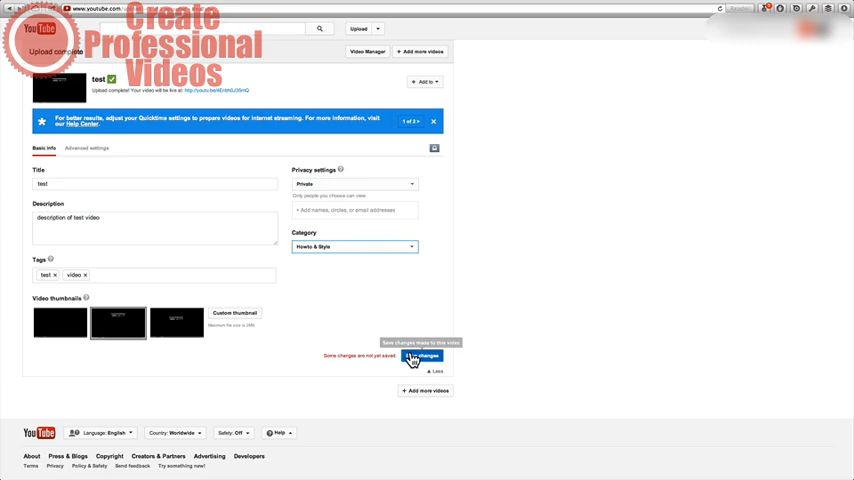 www.youtube.com/
Reader
Create
Professional
Videos
YouTube
Upload
Upload complete
Video Manager
+ Add more videos
test
+ Add to
Upload complete! Your video will be live at:
For better results, adjust your Quicktime settings to prepare videos for internet streaming. For more information, visit
our Help Center.
1 of 2 >
Basic info
Advanced settings
Title
test
Privacy settings
Private
Only people you choose can view
+ Add names, circles, or email addresses
Description
description of test video
Category
Howto & Style
Tags
test
video
Video thumbnails
Custom thumbnail
Maximum file size is 2MB.
Save changes made to this video
Some changes are not yet saved.
changes
Less
+ Add more videos
YouTube
Language: English
Country: Worldwide
Safety: Off
Help
About Press & Blogs Copyright Creators & Partners Advertising Developers
Terms Privacy Policy & Safety Send feedback Try something new!